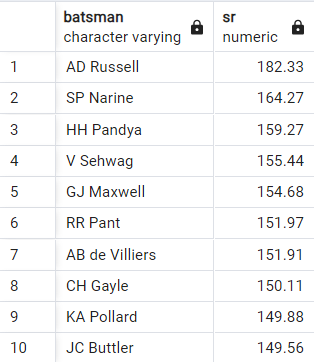 batsman sr
character varying numeric
1 AD Russell 182.33
2 SP Narine 164.27
3 HH Pandya 159.27
4 V Sehwag 155.44
5 GJ Maxwell 154.68
6 RR Pant 151.97
7 AB de Villiers 151.91
8 CH Gayle 150.11
9 KA Pollard 149.88
10 JC Buttler 149.56